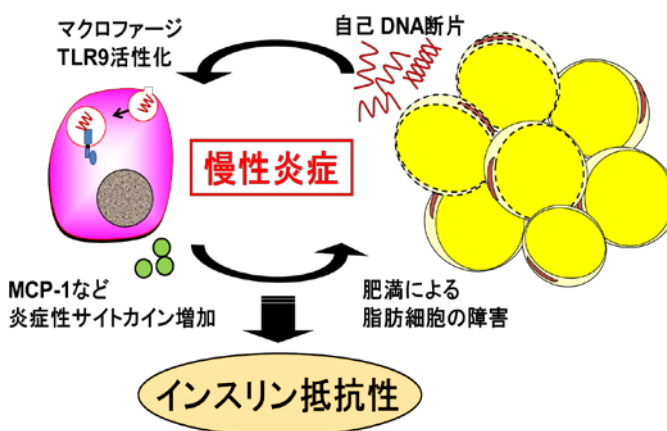 マクロファージ
TLR9活性化
自己 DNA断片
慢性炎症
MCP-1など
炎症性サイトカイン増加
肥満による
脂肪細胞の障害
インスリン抵抗性